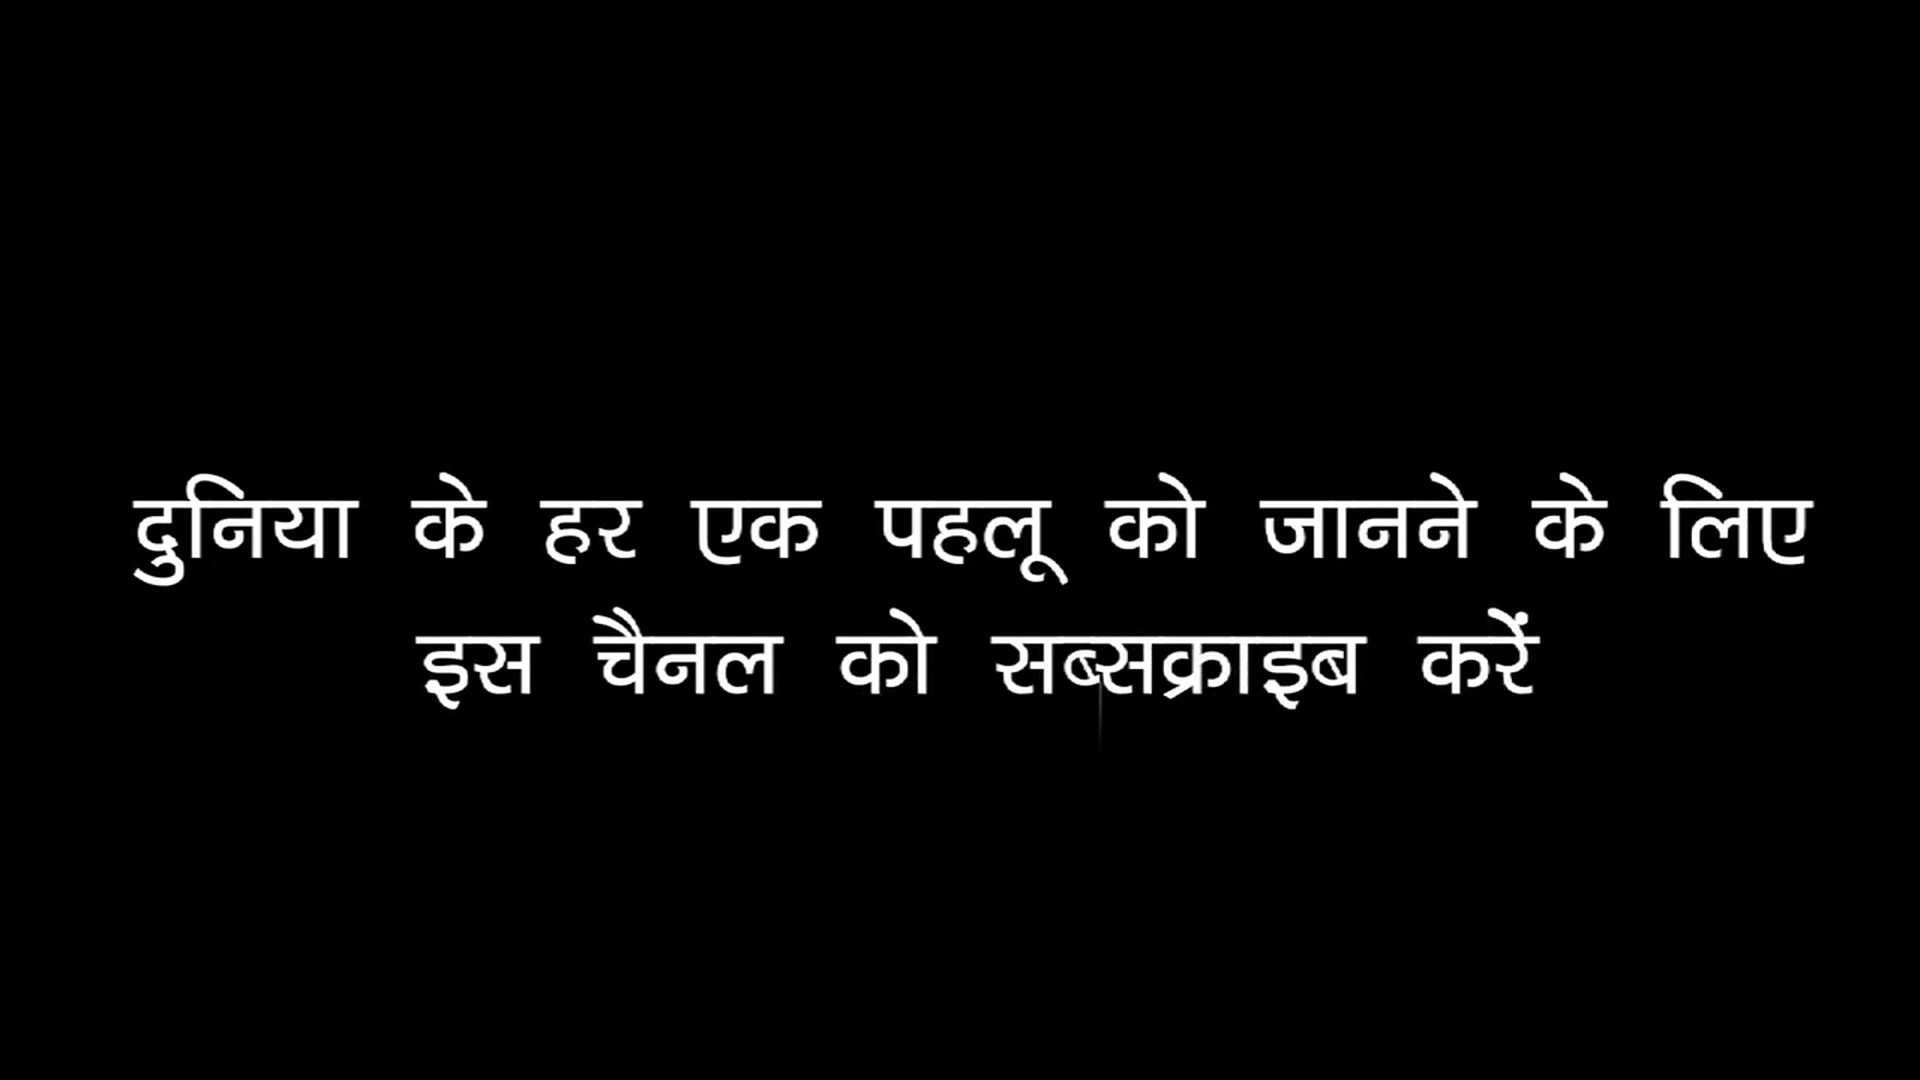 दुनिया के हर एक पहलू को जानने के लिए
इस चैनल को सब्सक्राइब करें